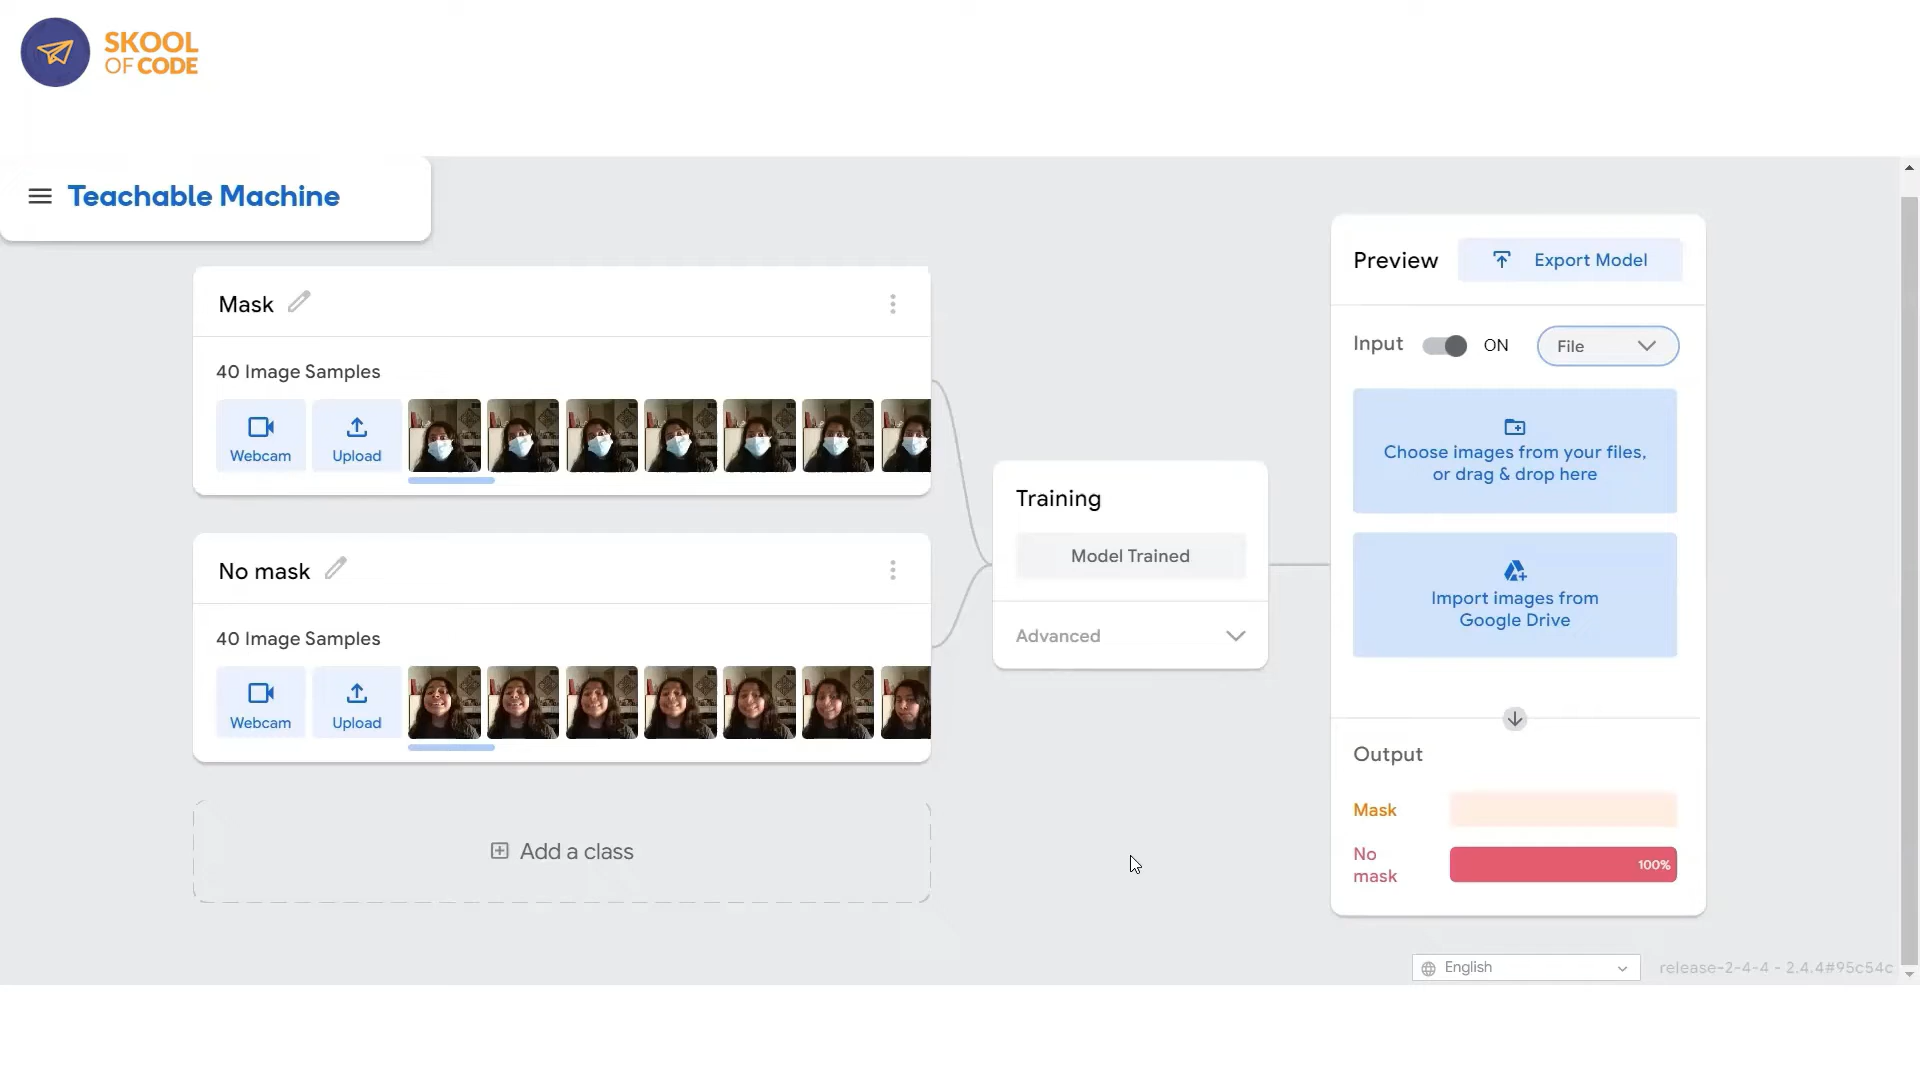 SKOOL
OF CODE
Teachable Machine
Mask
40 Image Samples
Webcam
Upload
No mask
40 Image Samples
Webcam
Upload
Add a class
Training
Model Trained
Advanced
Preview
Export Model
Input
ON
File
Choose images from your files,
or drag & drop here
Import images from
Google Drive
Output
Mask
No
mask
100%
English
release-2-4-4 - 2.4.4#95c54c